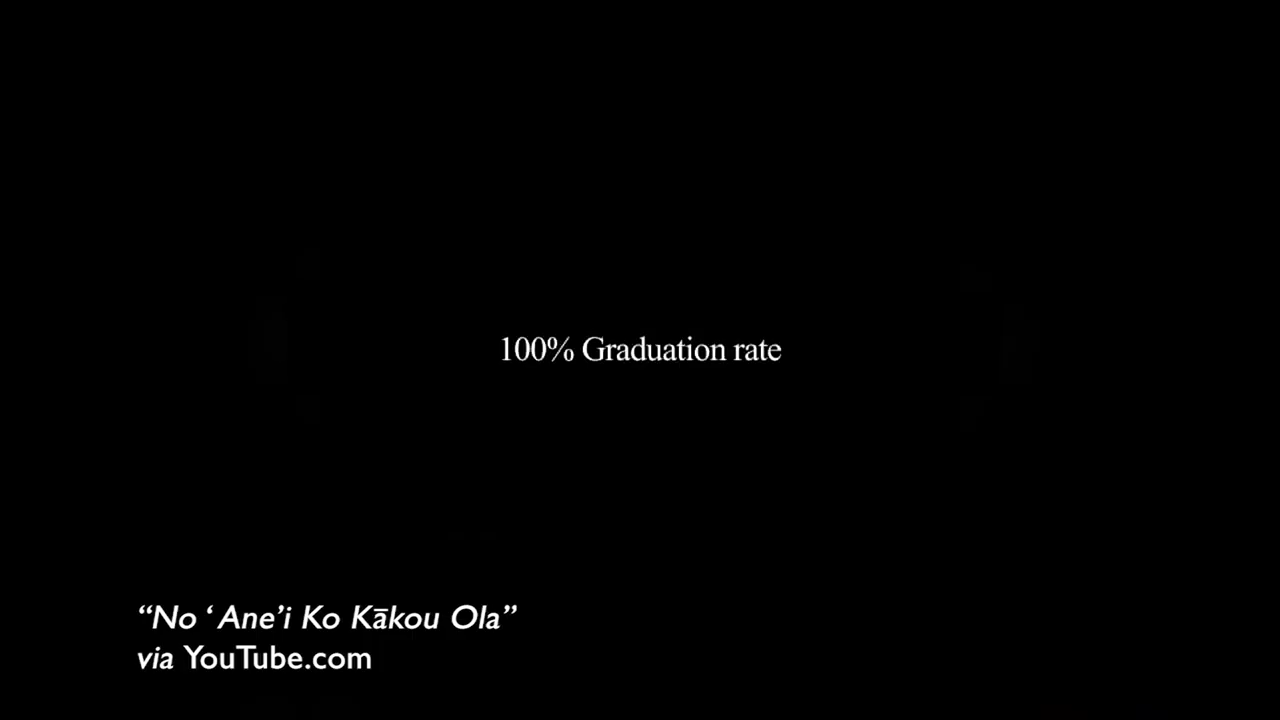 100% Graduation rate
“No ‘ Ane’i Ko Kākou Ola”
via YouTube.com